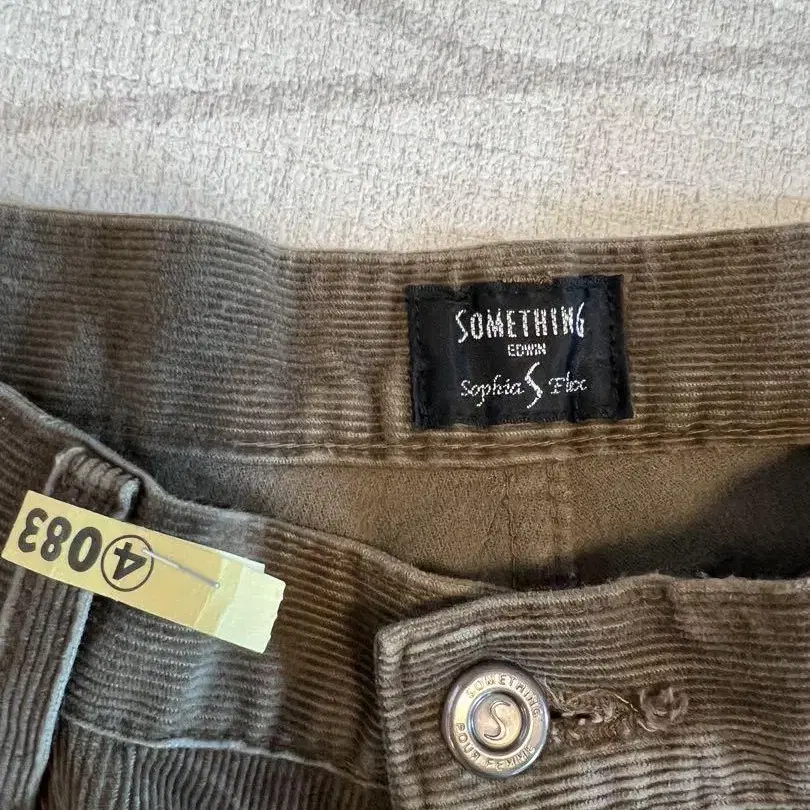 SOMETHING
EDWIN
Sophia S Flex
④083
SOMETHING
S
POUR FEMME